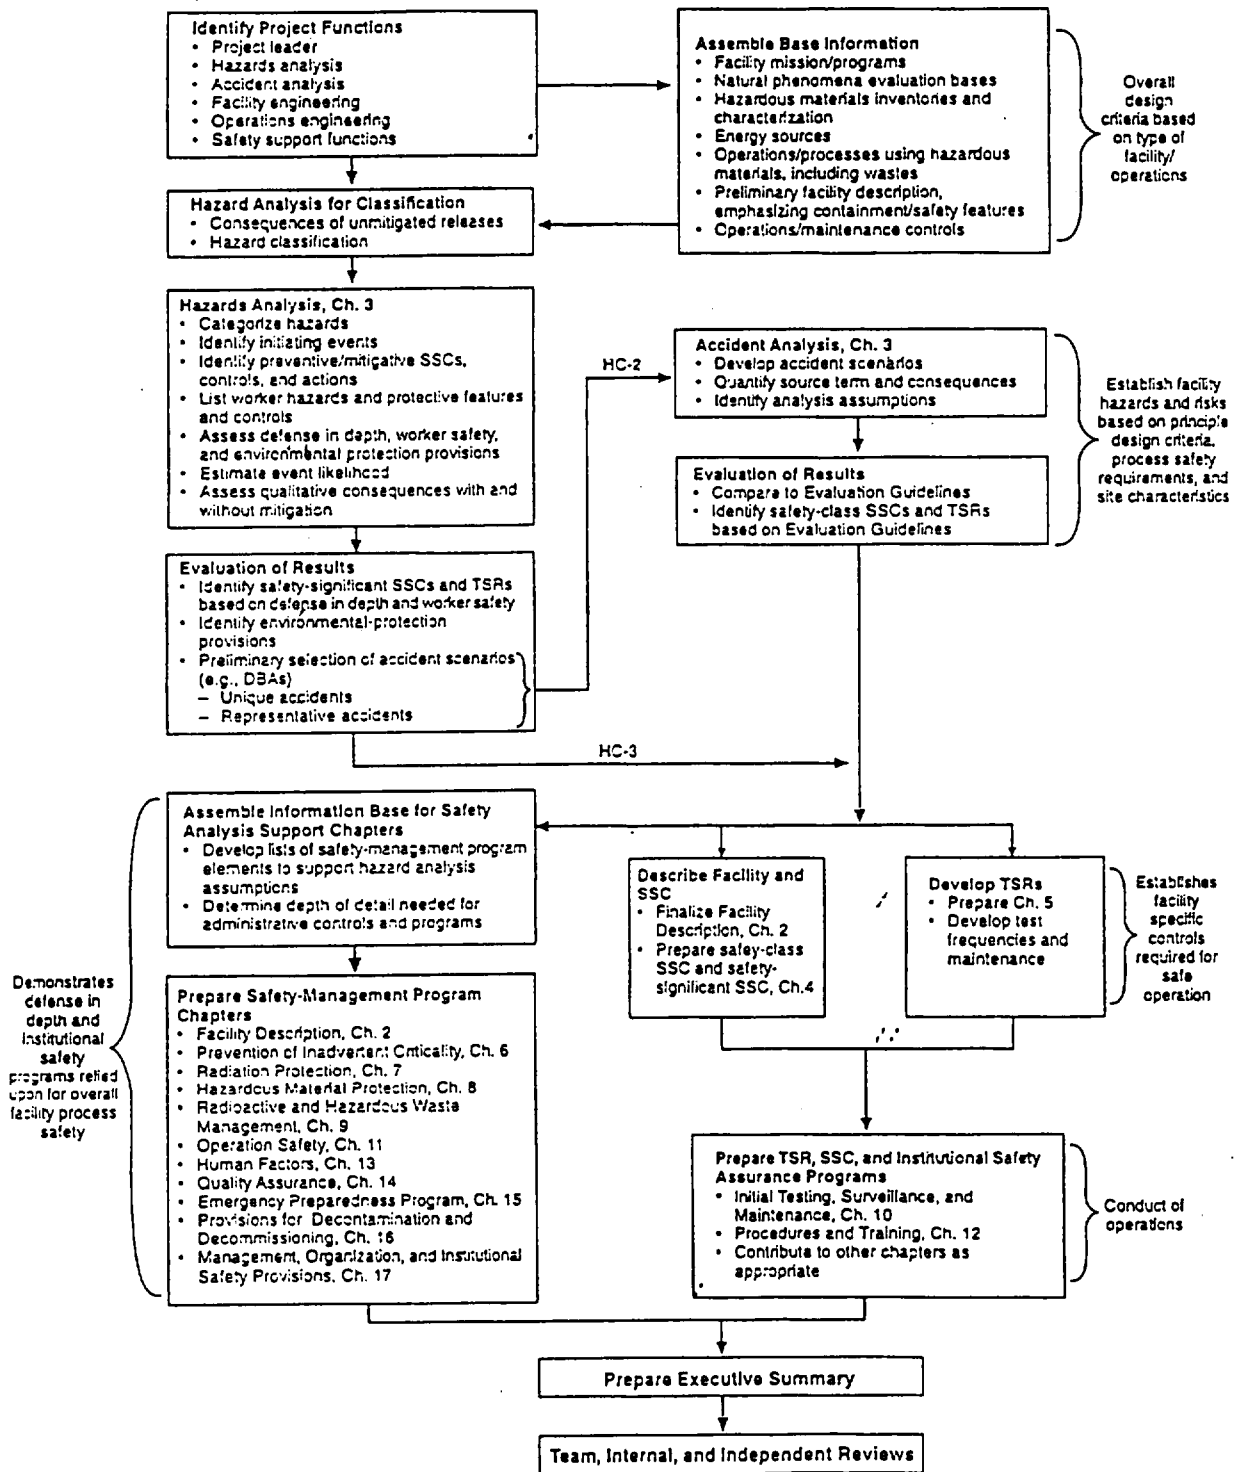 Identify Project Functions
• Project leader
• Hazards analysis
• Accident analysis
• Facility engineering
• Operations engineering
• Safety support functions
Assemble Base Information
• Facility mission/programs
• Natural phenomena evaluation bases
• Hazardous materials inventories and
characterization
• Energy sources
• Operations/processes using hazardous
materials, including wastes
• Preliminary facility description,
emphasizing containment/safety features
• Operations/maintenance controls
Overall
design
criteria based
on type of
facility/
operations
Hazard Analysis for Classification
• Consequences of unmitigated releases
• Hazard classification
Hazards Analysis, Ch. 3
• Categorize hazards
• Identify initiating events
• Identify preventive/mitigative SSCs,
controls, and actions
• List worker hazards and protective features
and controls
• Assess defense in depth, worker safety,
and environmental protection provisions
• Estimate event likelihood
• Assess qualitative consequences with and
without mitigation
HC-2
Accident Analysis, Ch. 3
• Develop accident scenarios
• Quantify source term and consequences
• Identify analysis assumptions
Evaluation of Results
• Compare to Evaluation Guidelines
• Identify safety-class SSCs and TSRs
based on Evaluation Guidelines
Establish facility
hazards and risks
based on principle
design criteria,
process safety
requirements, and
site characteristics
Evaluation of Results
• Identify safety-significant SSCs and TSRs
based on defense in depth and worker safety
• Identify environmental-protection
provisions
• Preliminary selection of accident scenarios
(e.g., DBAs)
– Unique accidents
– Representative accidents
HC-3
Assemble Information Base for Safety
Analysis Support Chapters
• Develop lists of safety-management program
elements to support hazard analysis
assumptions
• Determine depth of detail needed for
administrative controls and programs
Describe Facility and
SSC
• Finalize Facility
Description, Ch. 2
• Prepare safey-class
SSC and safety-
significant SSC, Ch.4
Develop TSRs
• Prepare Ch. 5
• Develop test
frequencies and
maintenance
Establishes
facility
specific
controls
required for
safe
operation
Demonstrates
defense in
depth and
Institutional
safety
programs relied
upon for overall
facility process
safety
Prepare Safety-Management Program
Chapters
• Facility Description, Ch. 2
• Prevention of Inadvertent Criticality, Ch. 6
• Radiation Protection, Ch. 7
• Hazardous Material Protection, Ch. 8
• Radioactive and Hazardous Waste
Management, Ch. 9
• Operation Safety, Ch. 11
• Human Factors, Ch. 13
• Quality Assurance, Ch. 14
• Emergency Preparedness Program, Ch. 15
• Provisions for Decontamination and
Decommissioning, Ch. 16
• Management, Organization, and Institutional
Safety Provisions, Ch. 17
Prepare TSR, SSC, and Institutional Safety
Assurance Programs
• Initial Testing, Surveillance, and
Maintenance, Ch. 10
• Procedures and Training, Ch. 12
• Contribute to other chapters as
appropriate
Conduct of
operations
Prepare Executive Summary
Team, Internal, and Independent Reviews